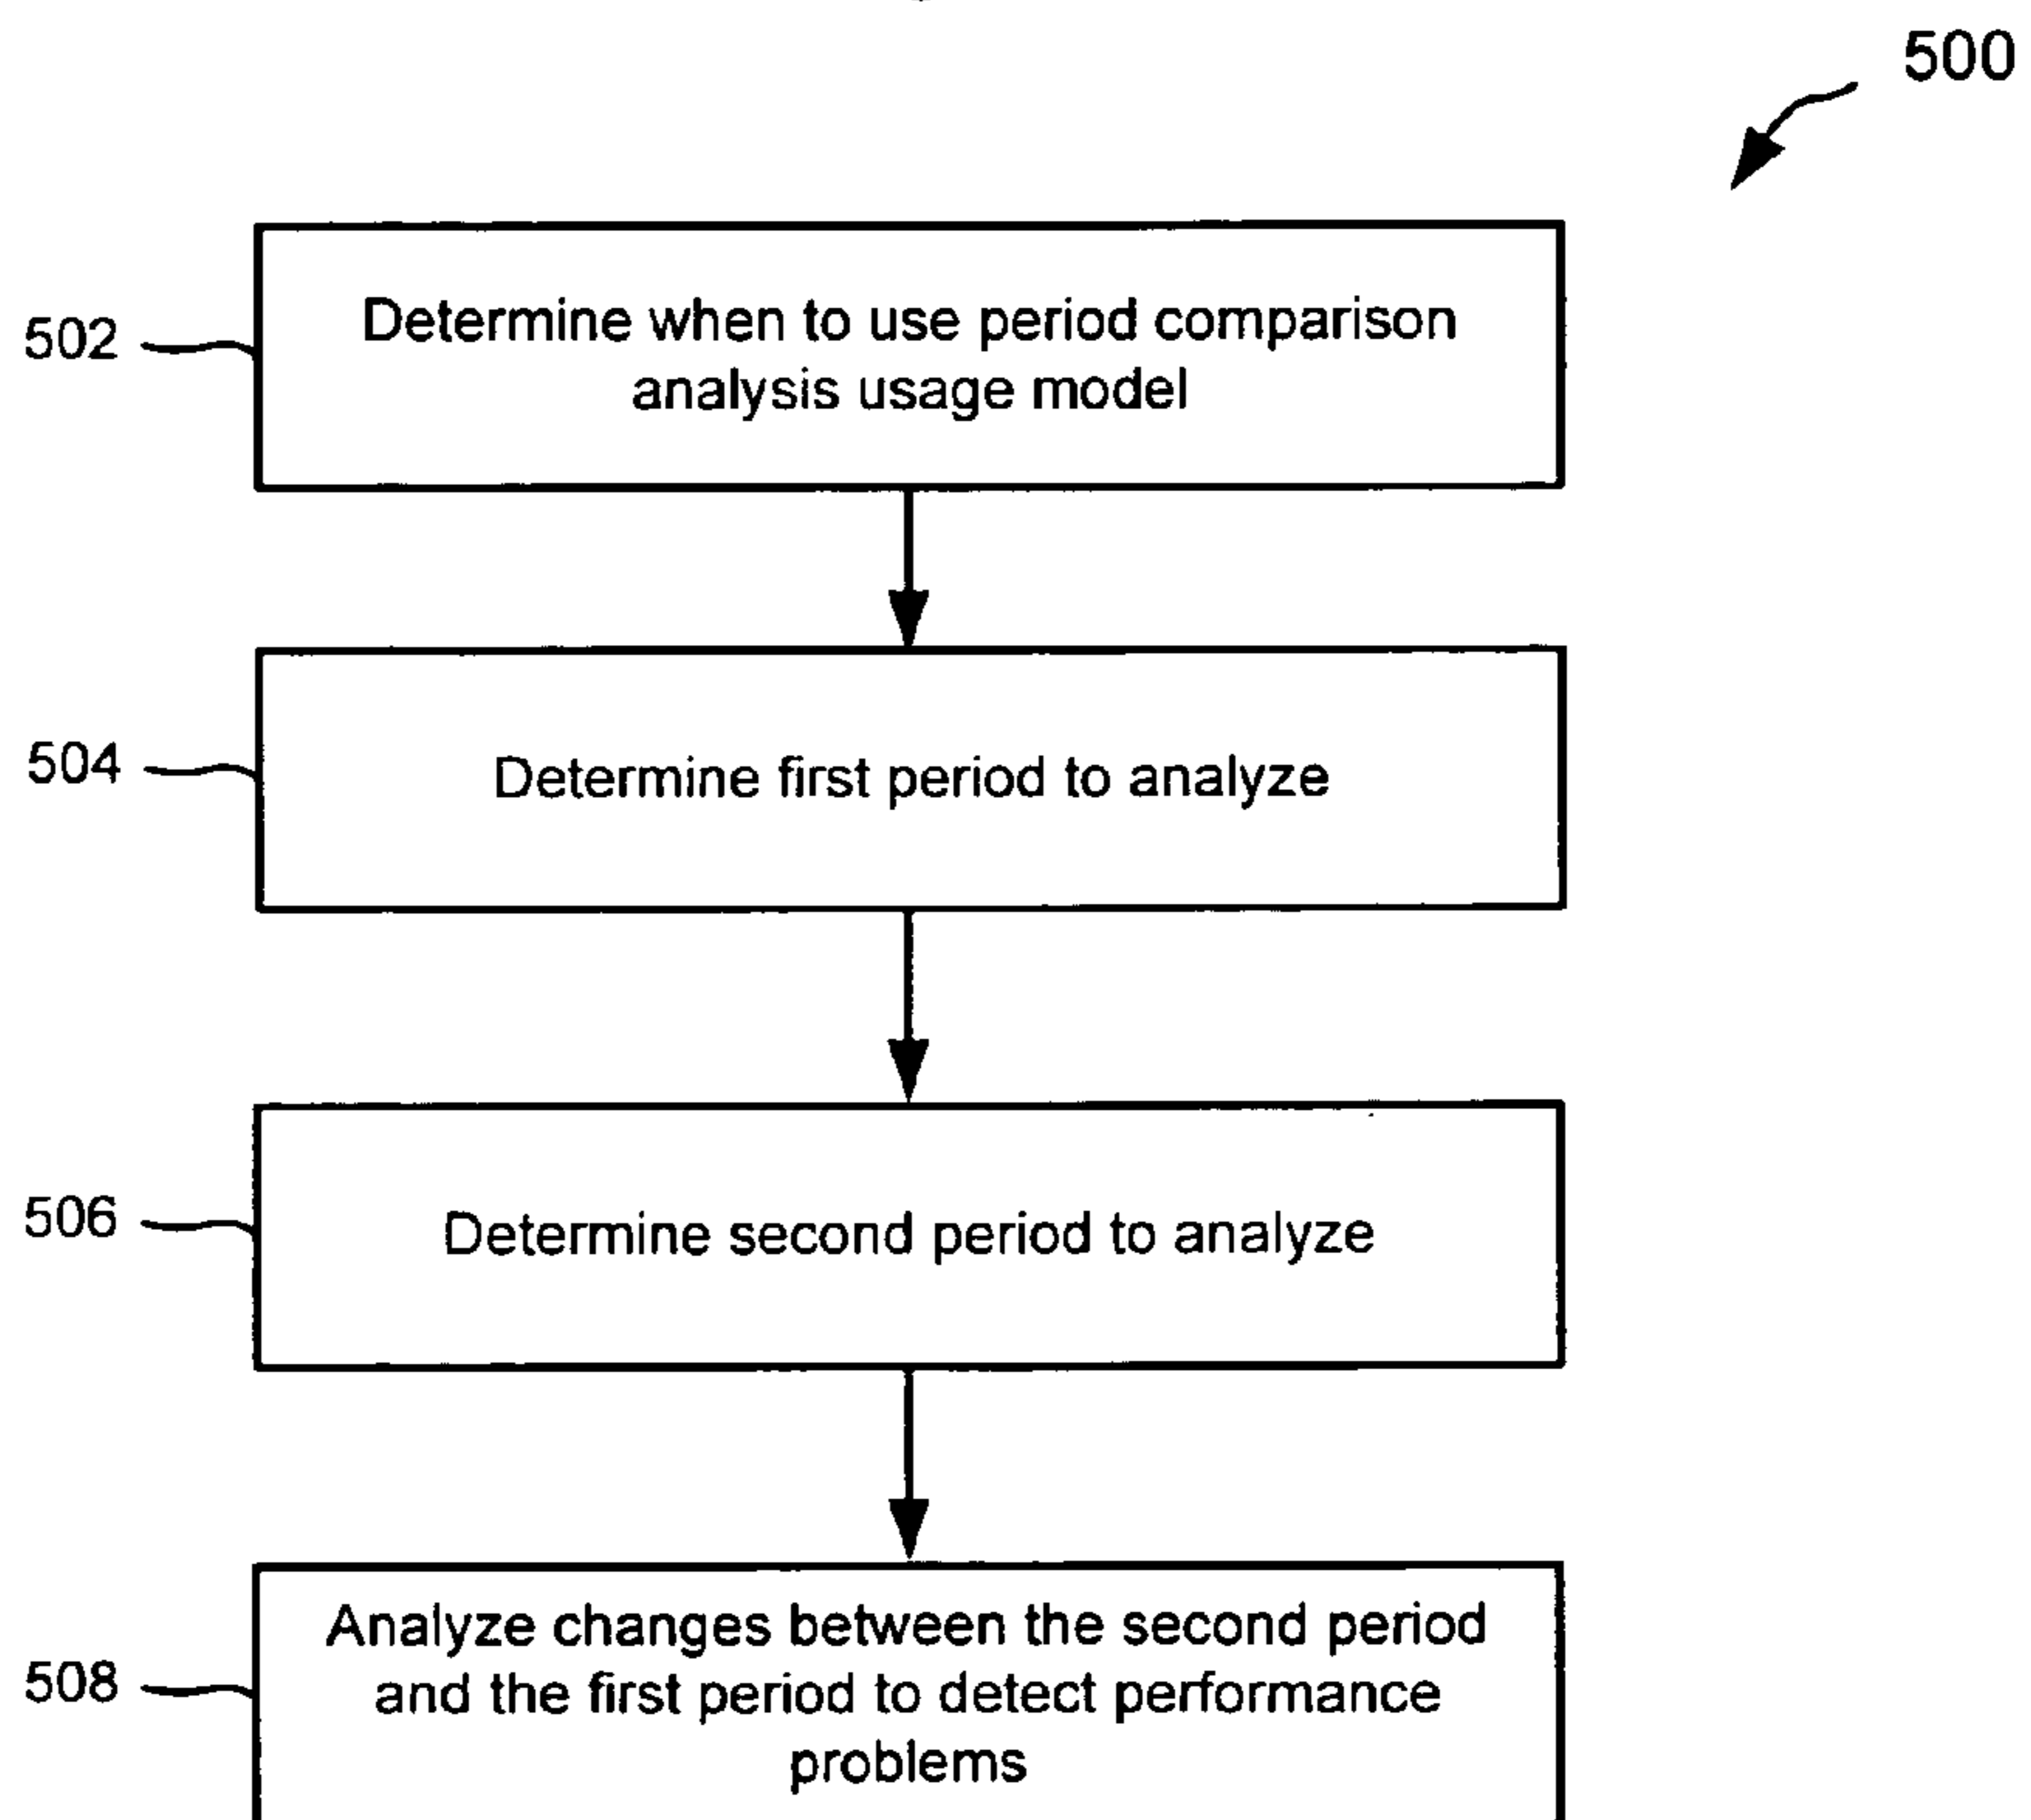 500
502
Determine when to use period comparison
analysis usage model
504
Determine first period to analyze
506
Determine second period to analyze
508
Analyze changes between the second period
and the first period to detect performance
problems